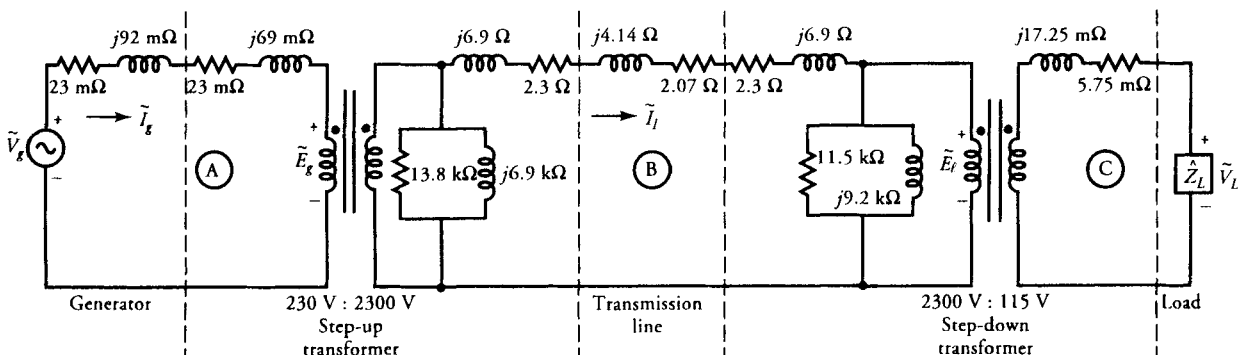 j92 mΩ
j69 mΩ
j6.9 Ω
j4.14 Ω
j6.9 Ω
j17.25 mΩ
23 mΩ
23 mΩ
2.3 Ω
2.07 Ω
2.3 Ω
5.75 mΩ
+
Ĩg
Ĩl
Ṽg
−
A
+
Ẽg
−
13.8 kΩ
j6.9 kΩ
B
11.5 kΩ
j9.2 kΩ
+
Ẽℓ
−
C
+
ẐL
ṼL
−
Generator
230 V : 2300 V
Step-up
transformer
Transmission
line
2300 V : 115 V
Step-down
transformer
Load